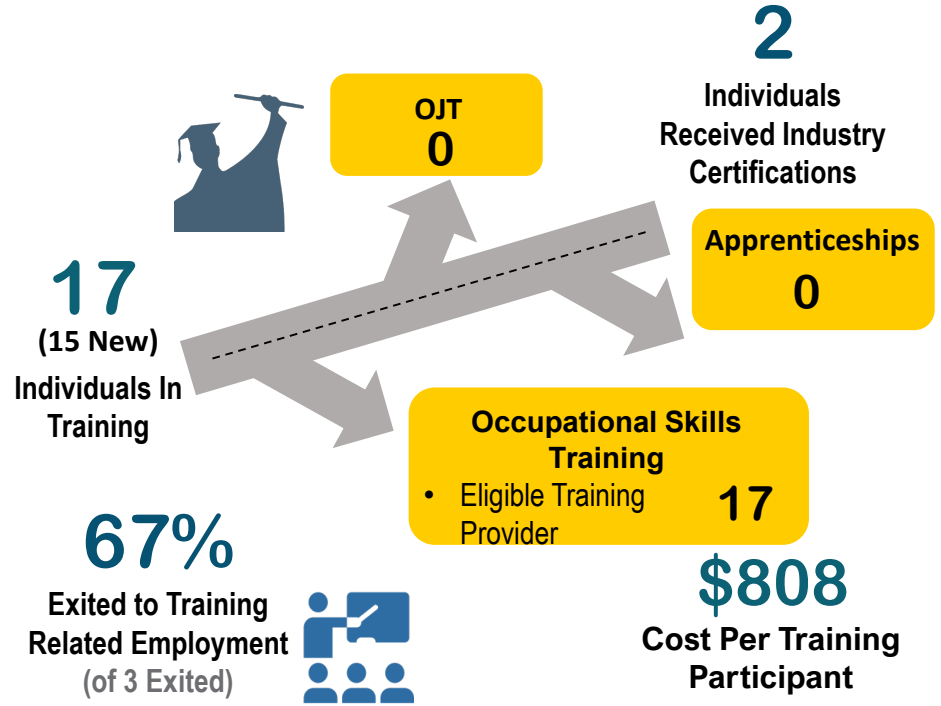 OJT
0
2
Individuals
Received Industry
Certifications
Apprenticeships
0
17
(15 New)
Individuals In
Training
Occupational Skills
Training
• Eligible Training
Provider
17
67%
Exited to Training
Related Employment
(of 3 Exited)
$808
Cost Per Training
Participant